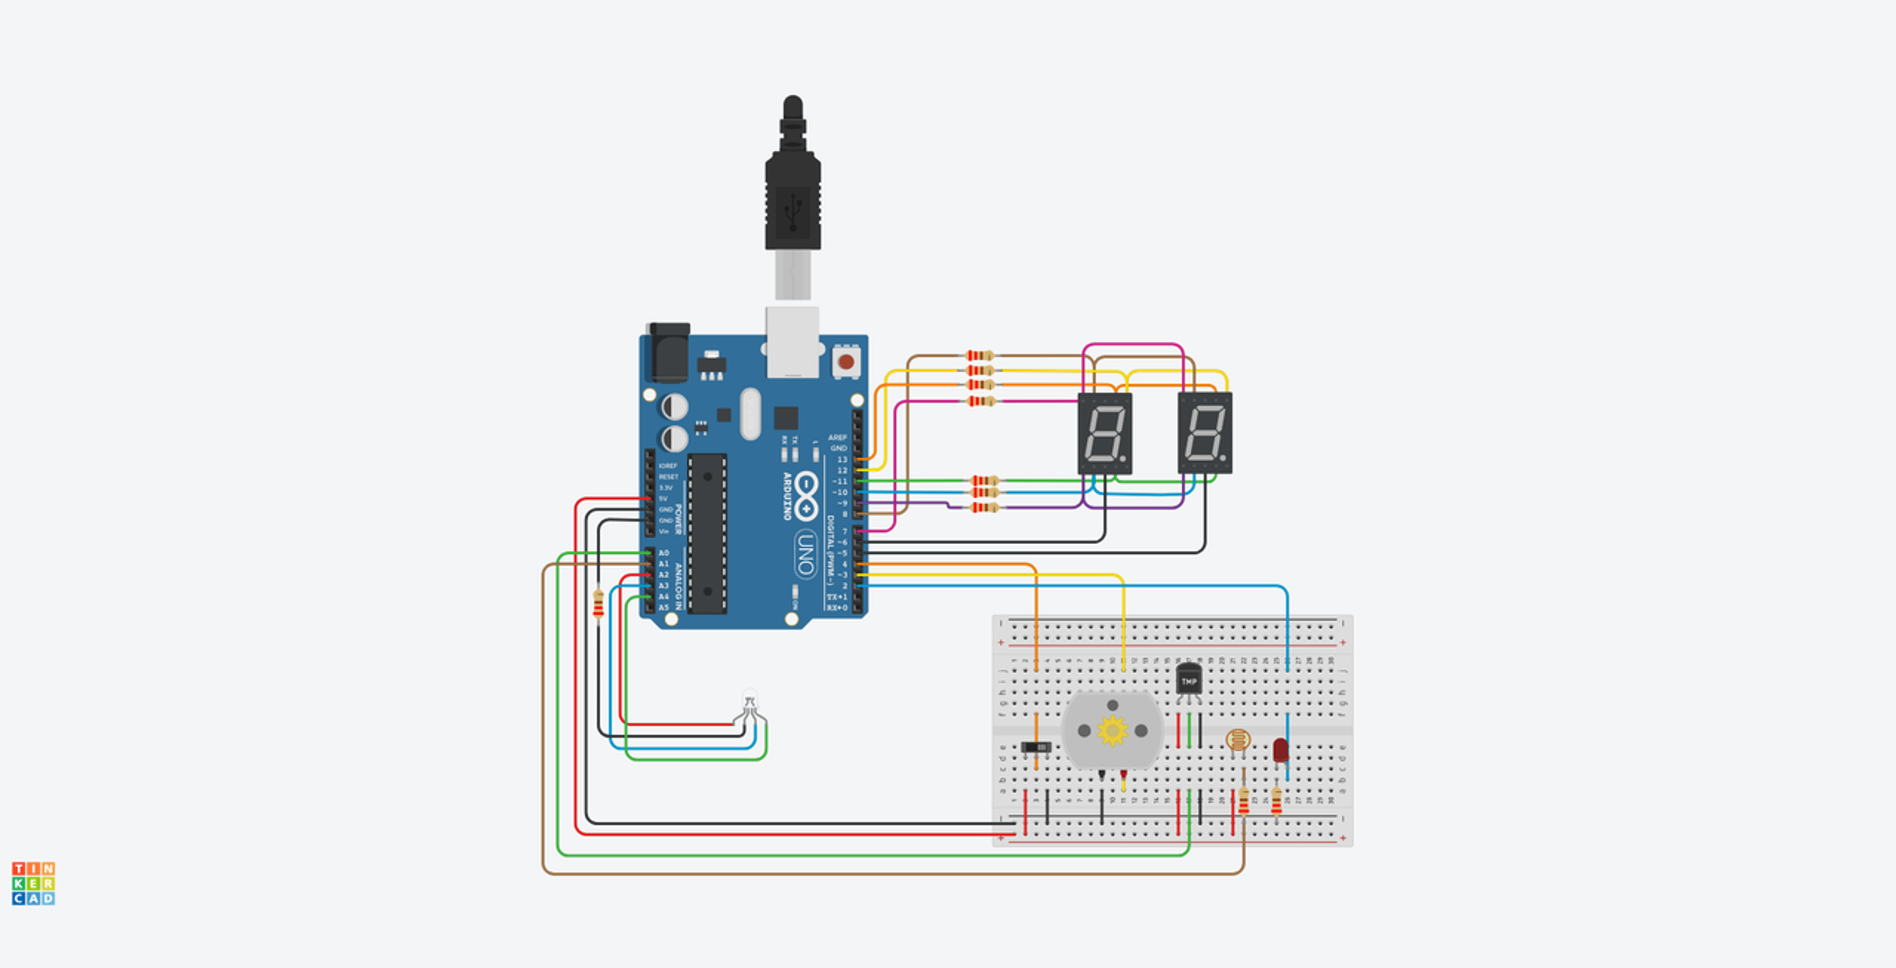 AREF
GND
13
12
~11
~10
~9
8
7
~6
~5
4
~3
2
TX→1
RX←0
DIGITAL (PWM~)
IOREF
RESET
3.3V
5V
GND
GND
Vin
POWER
A0
A1
A2
A3
A4
A5
ANALOG IN
RX
TX
L
ARDUINO
UNO
ON
TMP
TIN
KER
CAD